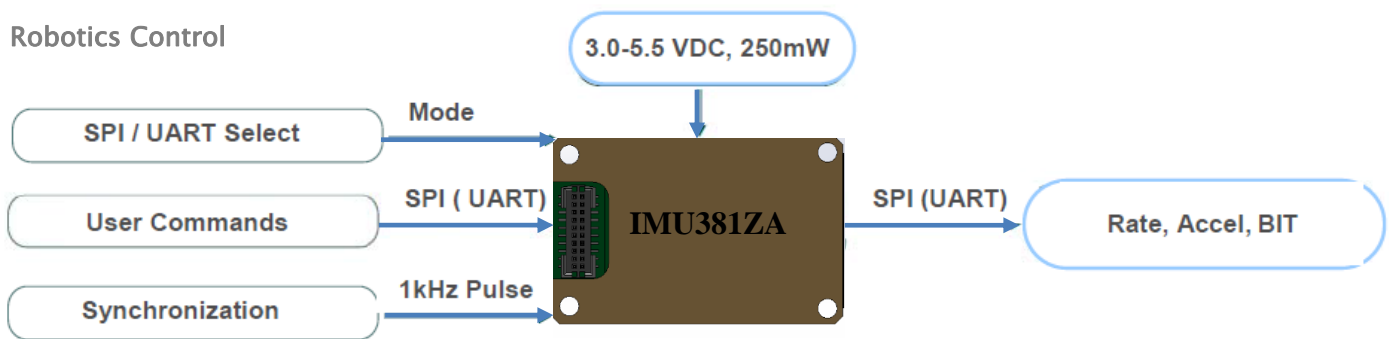 Robotics Control
3.0-5.5 VDC, 250mW
SPI / UART Select
Mode
User Commands
SPI ( UART)
Synchronization
1kHz Pulse
IMU381ZA
SPI (UART)
Rate, Accel, BIT